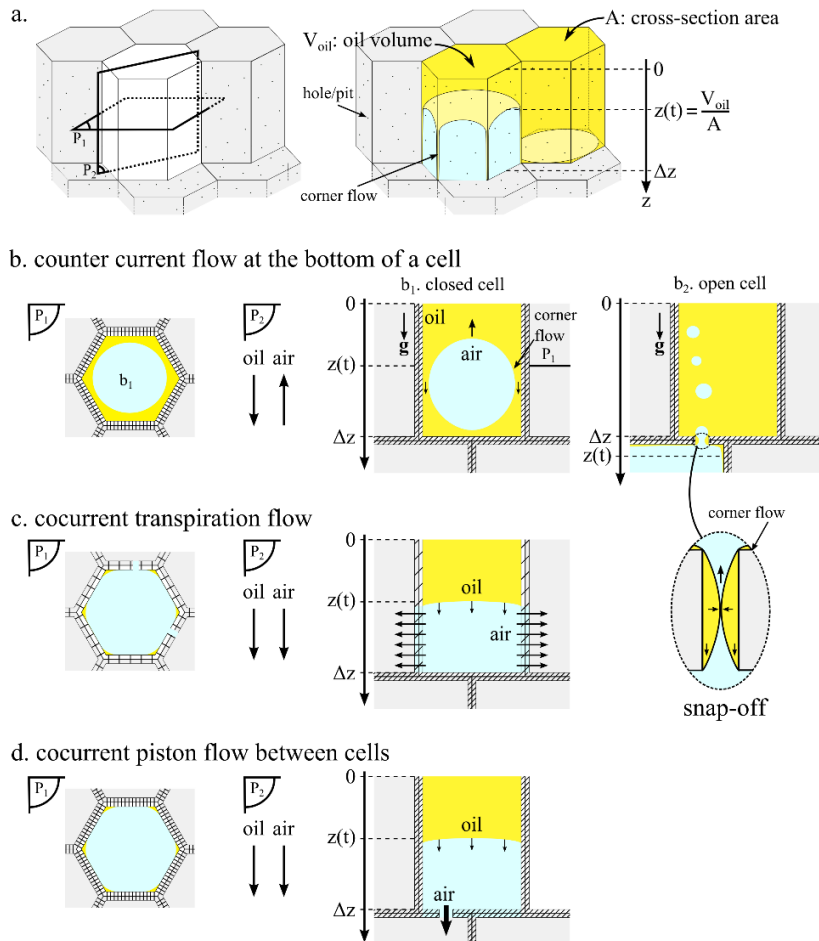 a.
A: cross-section area
V_oil: oil volume
0
hole/pit
z(t) = V_oil / A
P₁
P₂
Δz
corner flow
z
b. counter current flow at the bottom of a cell
b₁. closed cell
b₂. open cell
P₁
P₂
0
0
oil
corner
flow
g
g
oil air
P₁
air
b₁
z(t)
Δz
Δz
z(t)
c. cocurrent transpiration flow
corner flow
P₁
P₂
0
oil air
oil
z(t)
air
Δz
snap-off
d. cocurrent piston flow between cells
P₁
P₂
0
oil air
oil
z(t)
air
Δz